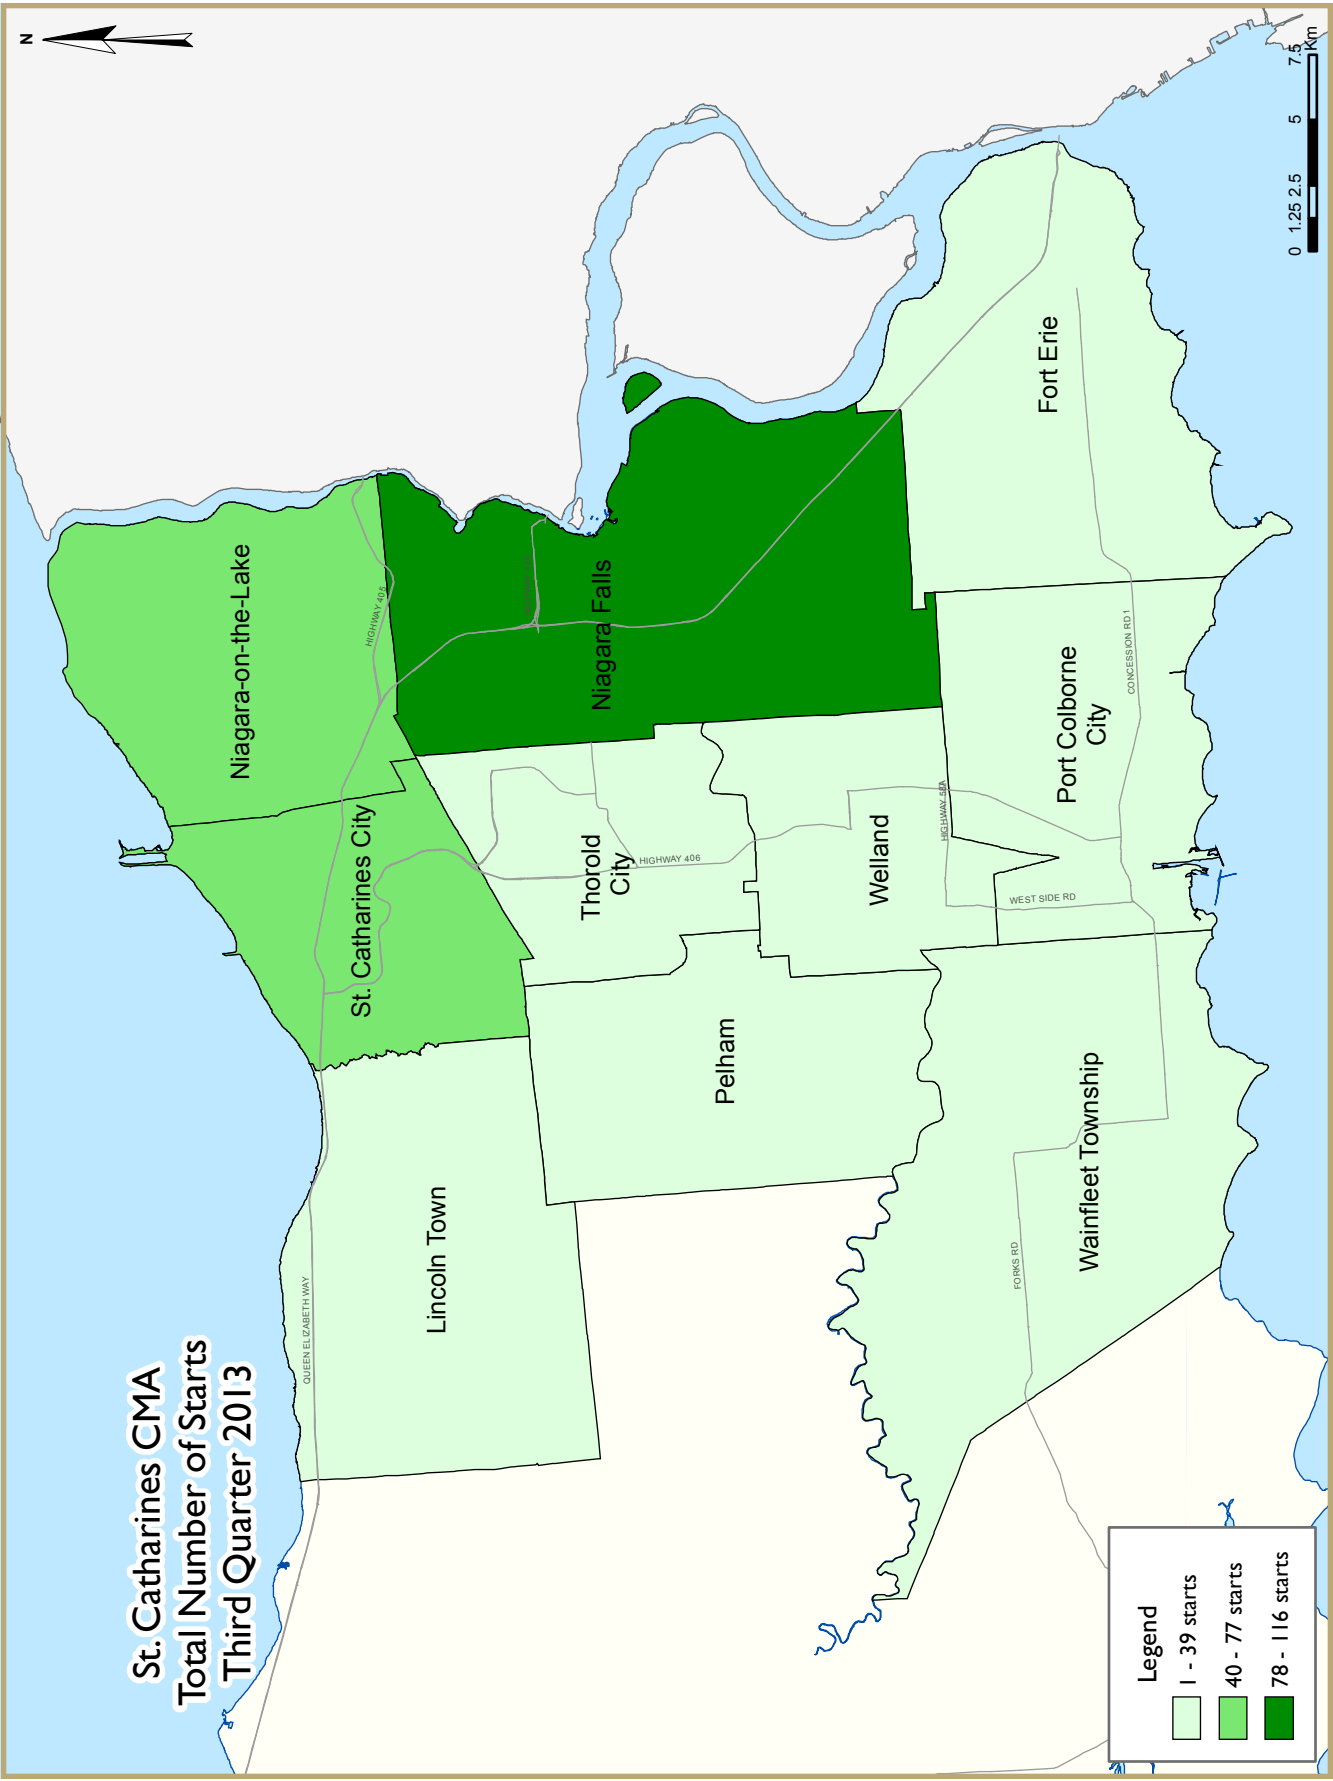 St. Catharines CMA
Total Number of Starts
Third Quarter 2013
N
Niagara-on-the-Lake
HIGHWAY 405
St. Catharines City
Niagara Falls
QUEEN ELIZABETH WAY
Lincoln Town
Thorold
City
HIGHWAY 406
Pelham
Welland
HIGHWAY 58A
Fort Erie
Port Colborne
City
CONCESSION RD 1
WEST SIDE RD
Wainfleet Township
FORKS RD
Legend
1 - 39 starts
40 - 77 starts
78 - 116 starts
0 1.25 2.5 5 7.5
Km